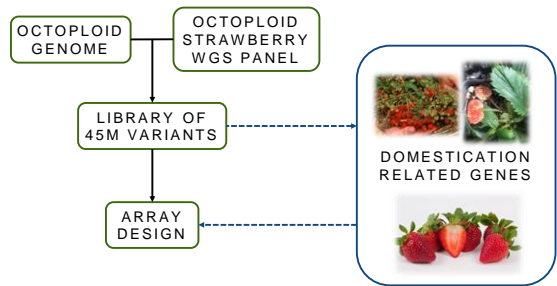 OCTOPLOID
GENOME
OCTOPLOID
STRAWBERRY
WGS PANEL
LIBRARY OF
45M VARIANTS
DOMESTICATION
RELATED GENES
ARRAY
DESIGN